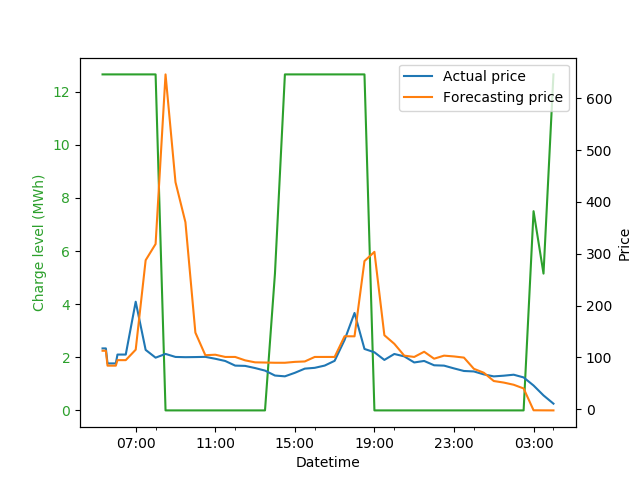 Actual price
Forecasting price
12
10
8
6
4
2
0
Charge level (MWh)
600
500
400
300
200
100
0
Price
07:00 11:00 15:00 19:00 23:00 03:00
Datetime